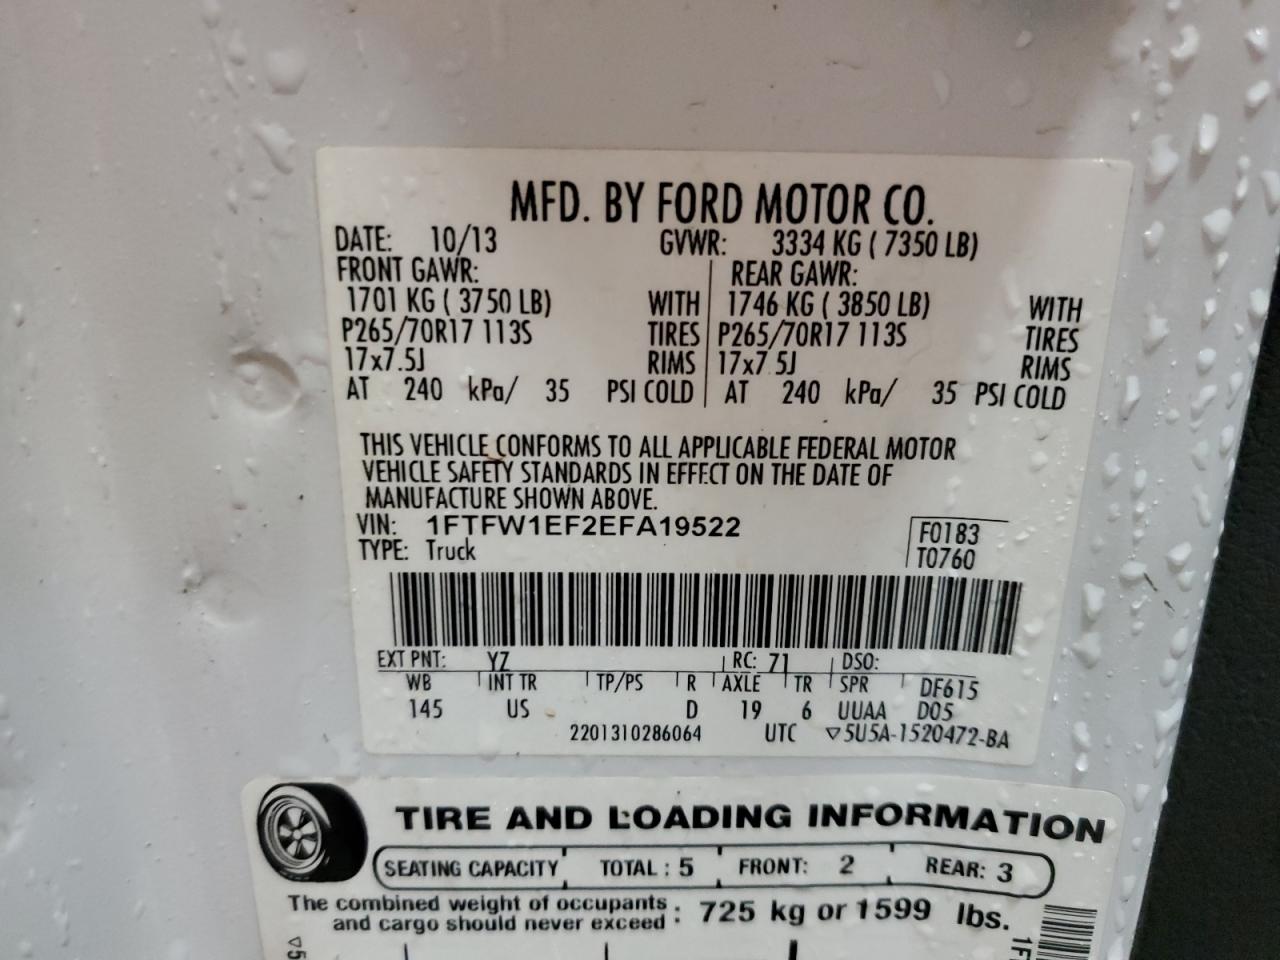 MFD. BY FORD MOTOR CO.
DATE: 10/13 GVWR: 3334 KG ( 7350 LB)
FRONT GAWR: REAR GAWR:
1701 KG ( 3750 LB) WITH 1746 KG ( 3850 LB) WITH
P265/70R17 113S TIRES P265/70R17 113S TIRES
17x7.5J RIMS 17x7.5J RIMS
AT 240 kPa/ 35 PSI COLD AT 240 kPa/ 35 PSI COLD
THIS VEHICLE CONFORMS TO ALL APPLICABLE FEDERAL MOTOR
VEHICLE SAFETY STANDARDS IN EFFECT ON THE DATE OF
MANUFACTURE SHOWN ABOVE.
VIN: 1FTFW1EF2EFA19522 F0183
TYPE: Truck T0760
EXT PNT: YZ RC: 71 DSO:
WB INT TR TP/PS R AXLE TR SPR DF615
145 US D 19 6 UUAA D05
2201310286064 UTC ▽5U5A-1520472-BA
TIRE AND LOADING INFORMATION
SEATING CAPACITY TOTAL : 5 FRONT: 2 REAR: 3
The combined weight of occupants
and cargo should never exceed : 725 kg or 1599 lbs.
▽5
1F